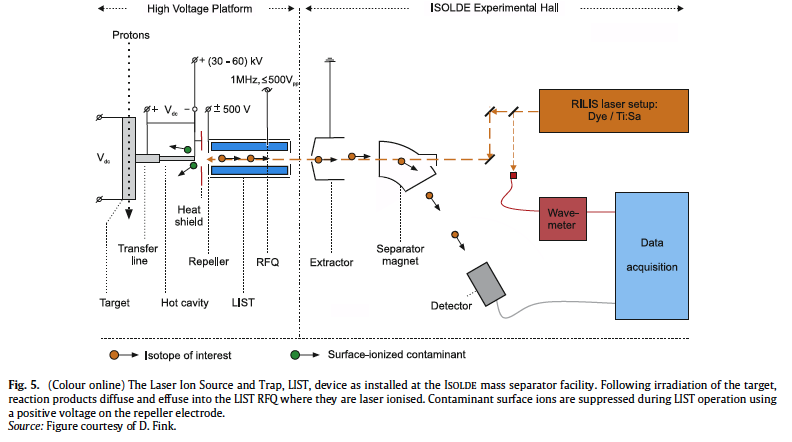 High Voltage Platform
ISOLDE Experimental Hall
Protons
+ (30 - 60) kV
1MHz, ≤500Vpp
+ Vdc −
± 500 V
RILIS laser setup:
Dye / Ti:Sa
Vdc
Wave-
meter
Data
acquisition
Heat
shield
Transfer
line
Repeller
RFQ
Extractor
Separator
magnet
Target
Hot cavity
LIST
Detector
Isotope of interest
Surface-ionized contaminant
Fig. 5. (Colour online) The Laser Ion Source and Trap, LIST, device as installed at the ISOLDE mass separator facility. Following irradiation of the target,
reaction products diffuse and effuse into the LIST RFQ where they are laser ionised. Contaminant surface ions are suppressed during LIST operation using
a positive voltage on the repeller electrode.
Source: Figure courtesy of D. Fink.